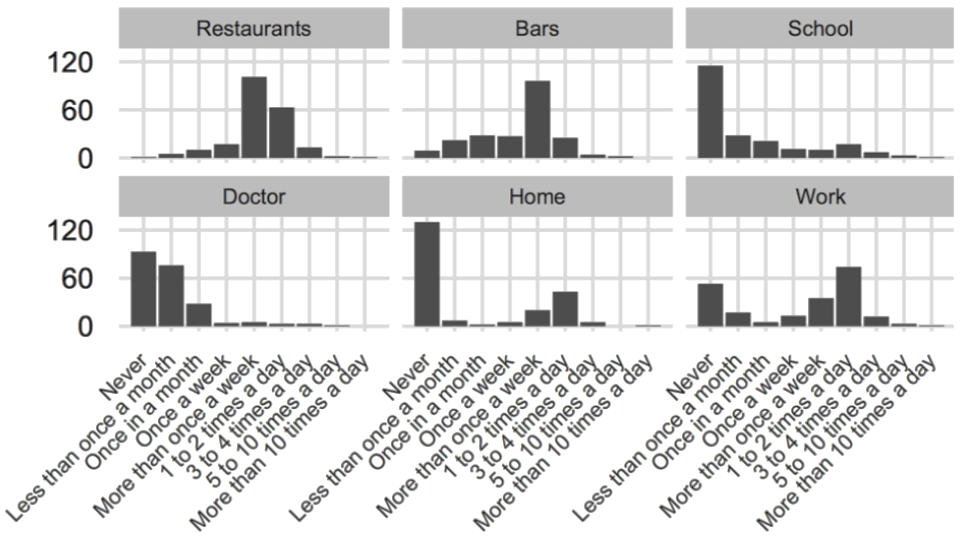 Restaurants Bars School
120
60
0
Doctor Home Work
120
60
0
Never Never Never
Less than once a month Less than once a month Less than once a month
Once in a month Once in a month Once in a month
Once a week Once a week Once a week
More than once a week More than once a week More than once a week
1 to 2 times a day 1 to 2 times a day 1 to 2 times a day
3 to 4 times a day 3 to 4 times a day 3 to 4 times a day
5 to 10 times a day 5 to 10 times a day 5 to 10 times a day
More than 10 times a day More than 10 times a day More than 10 times a day